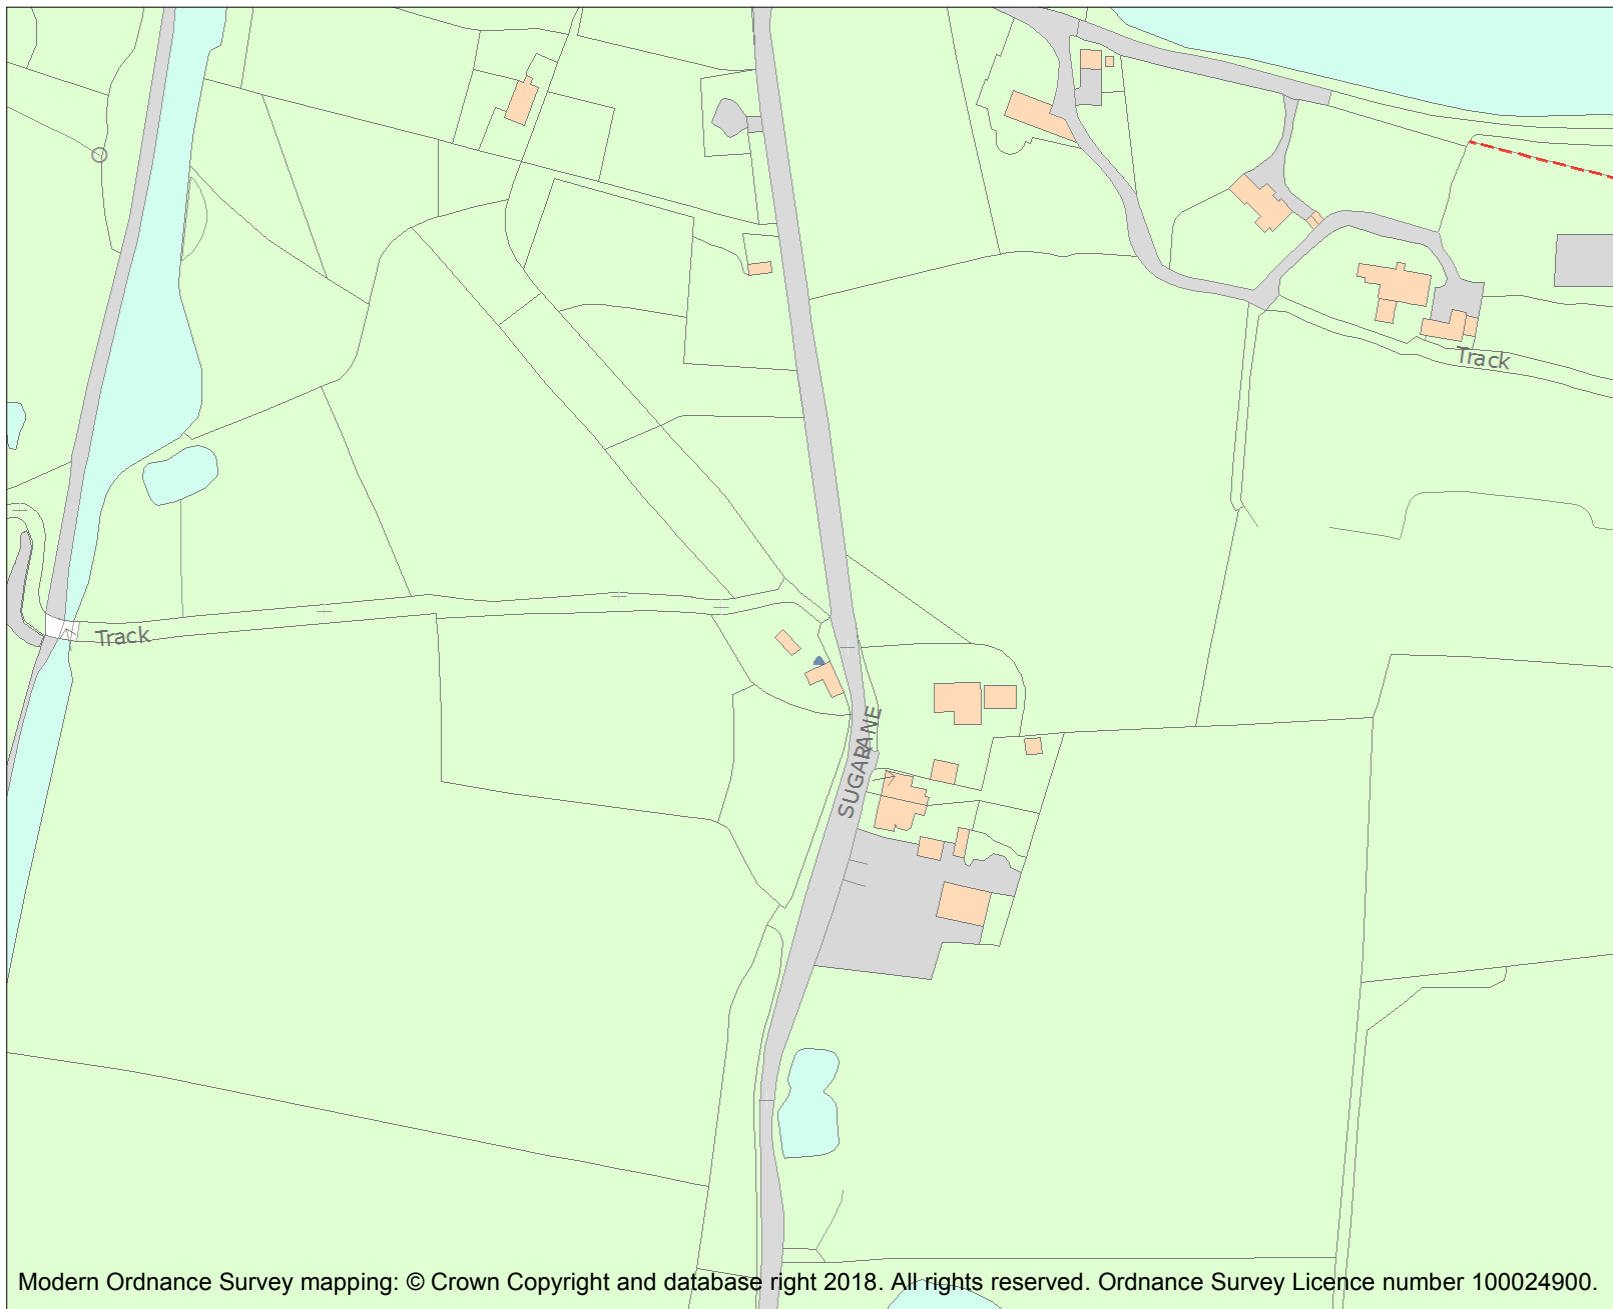 Track
Track
SUGAR LANE
Modern Ordnance Survey mapping: © Crown Copyright and database right 2018. All rights reserved. Ordnance Survey Licence number 100024900.